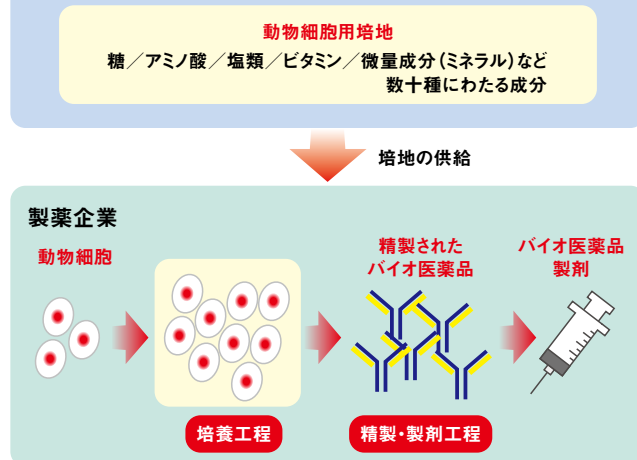 動物細胞用培地
糖／アミノ酸／塩類／ビタミン／微量成分（ミネラル）など
数十種にわたる成分
培地の供給
製薬企業
動物細胞
精製された
バイオ医薬品
バイオ医薬品
製剤
培養工程
精製・製剤工程